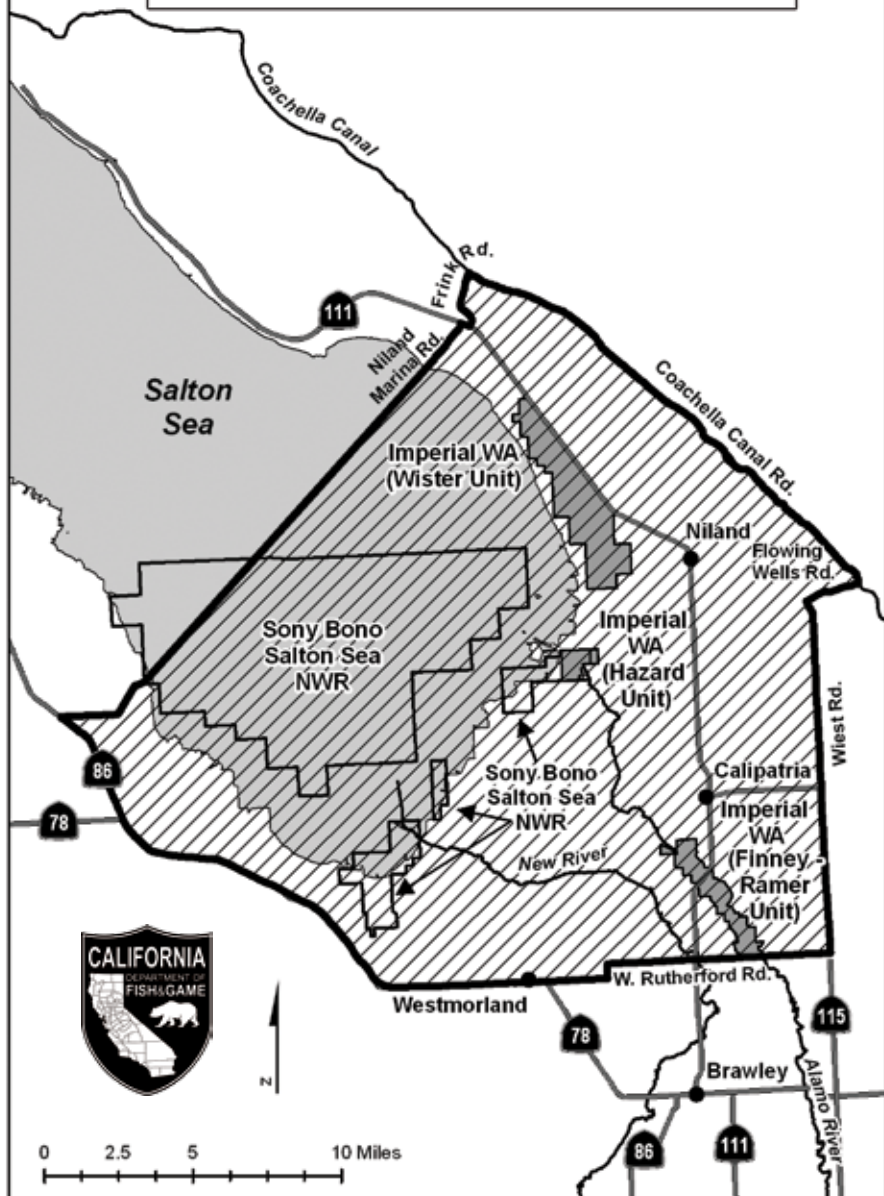 Coachella Canal
Frink Rd.
111
Niland
Marina Rd.
Salton
Sea
Coachella Canal Rd.
Imperial WA
(Wister Unit)
Niland
Flowing
Wells Rd.
Sony Bono
Salton Sea
NWR
Imperial
WA
(Hazard
Unit)
Wiest Rd.
86
78
Sony Bono
Salton Sea
NWR
Calipatria
Imperial
WA
(Finney -
Ramer
Unit)
New River
CALIFORNIA
DEPARTMENT OF
FISH&GAME
W. Rutherford Rd.
Westmorland
78
115
N
Brawley
Alamo River
86
111
0 2.5 5 10 Miles